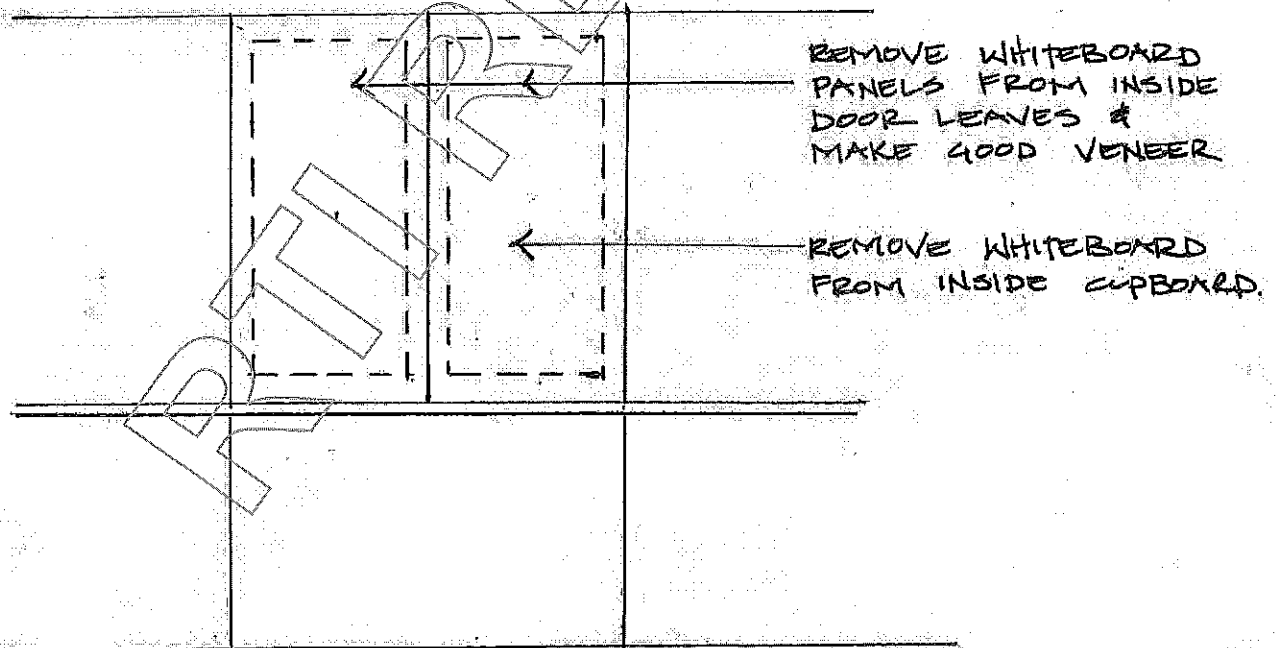 REMOVE WHITEBOARD
PANELS FROM INSIDE
DOOR LEAVES &
MAKE GOOD VENEER
REMOVE WHITEBOARD
FROM INSIDE CUPBOARD.
RTI R